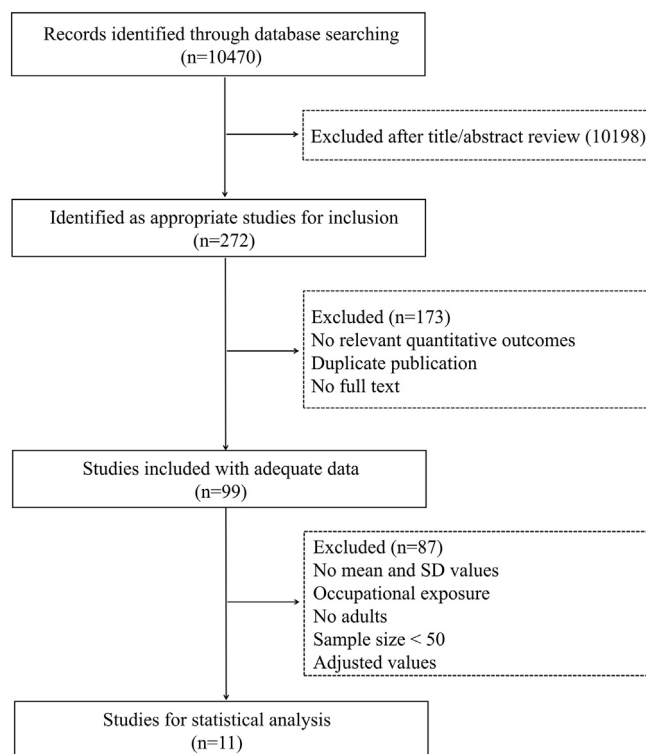 Records identified through database searching
(n=10470)
Excluded after title/abstract review (10198)
Identified as appropriate studies for inclusion
(n=272)
Excluded (n=173)
No relevant quantitative outcomes
Duplicate publication
No full text
Studies included with adequate data
(n=99)
Excluded (n=87)
No mean and SD values
Occupational exposure
No adults
Sample size < 50
Adjusted values
Studies for statistical analysis
(n=11)